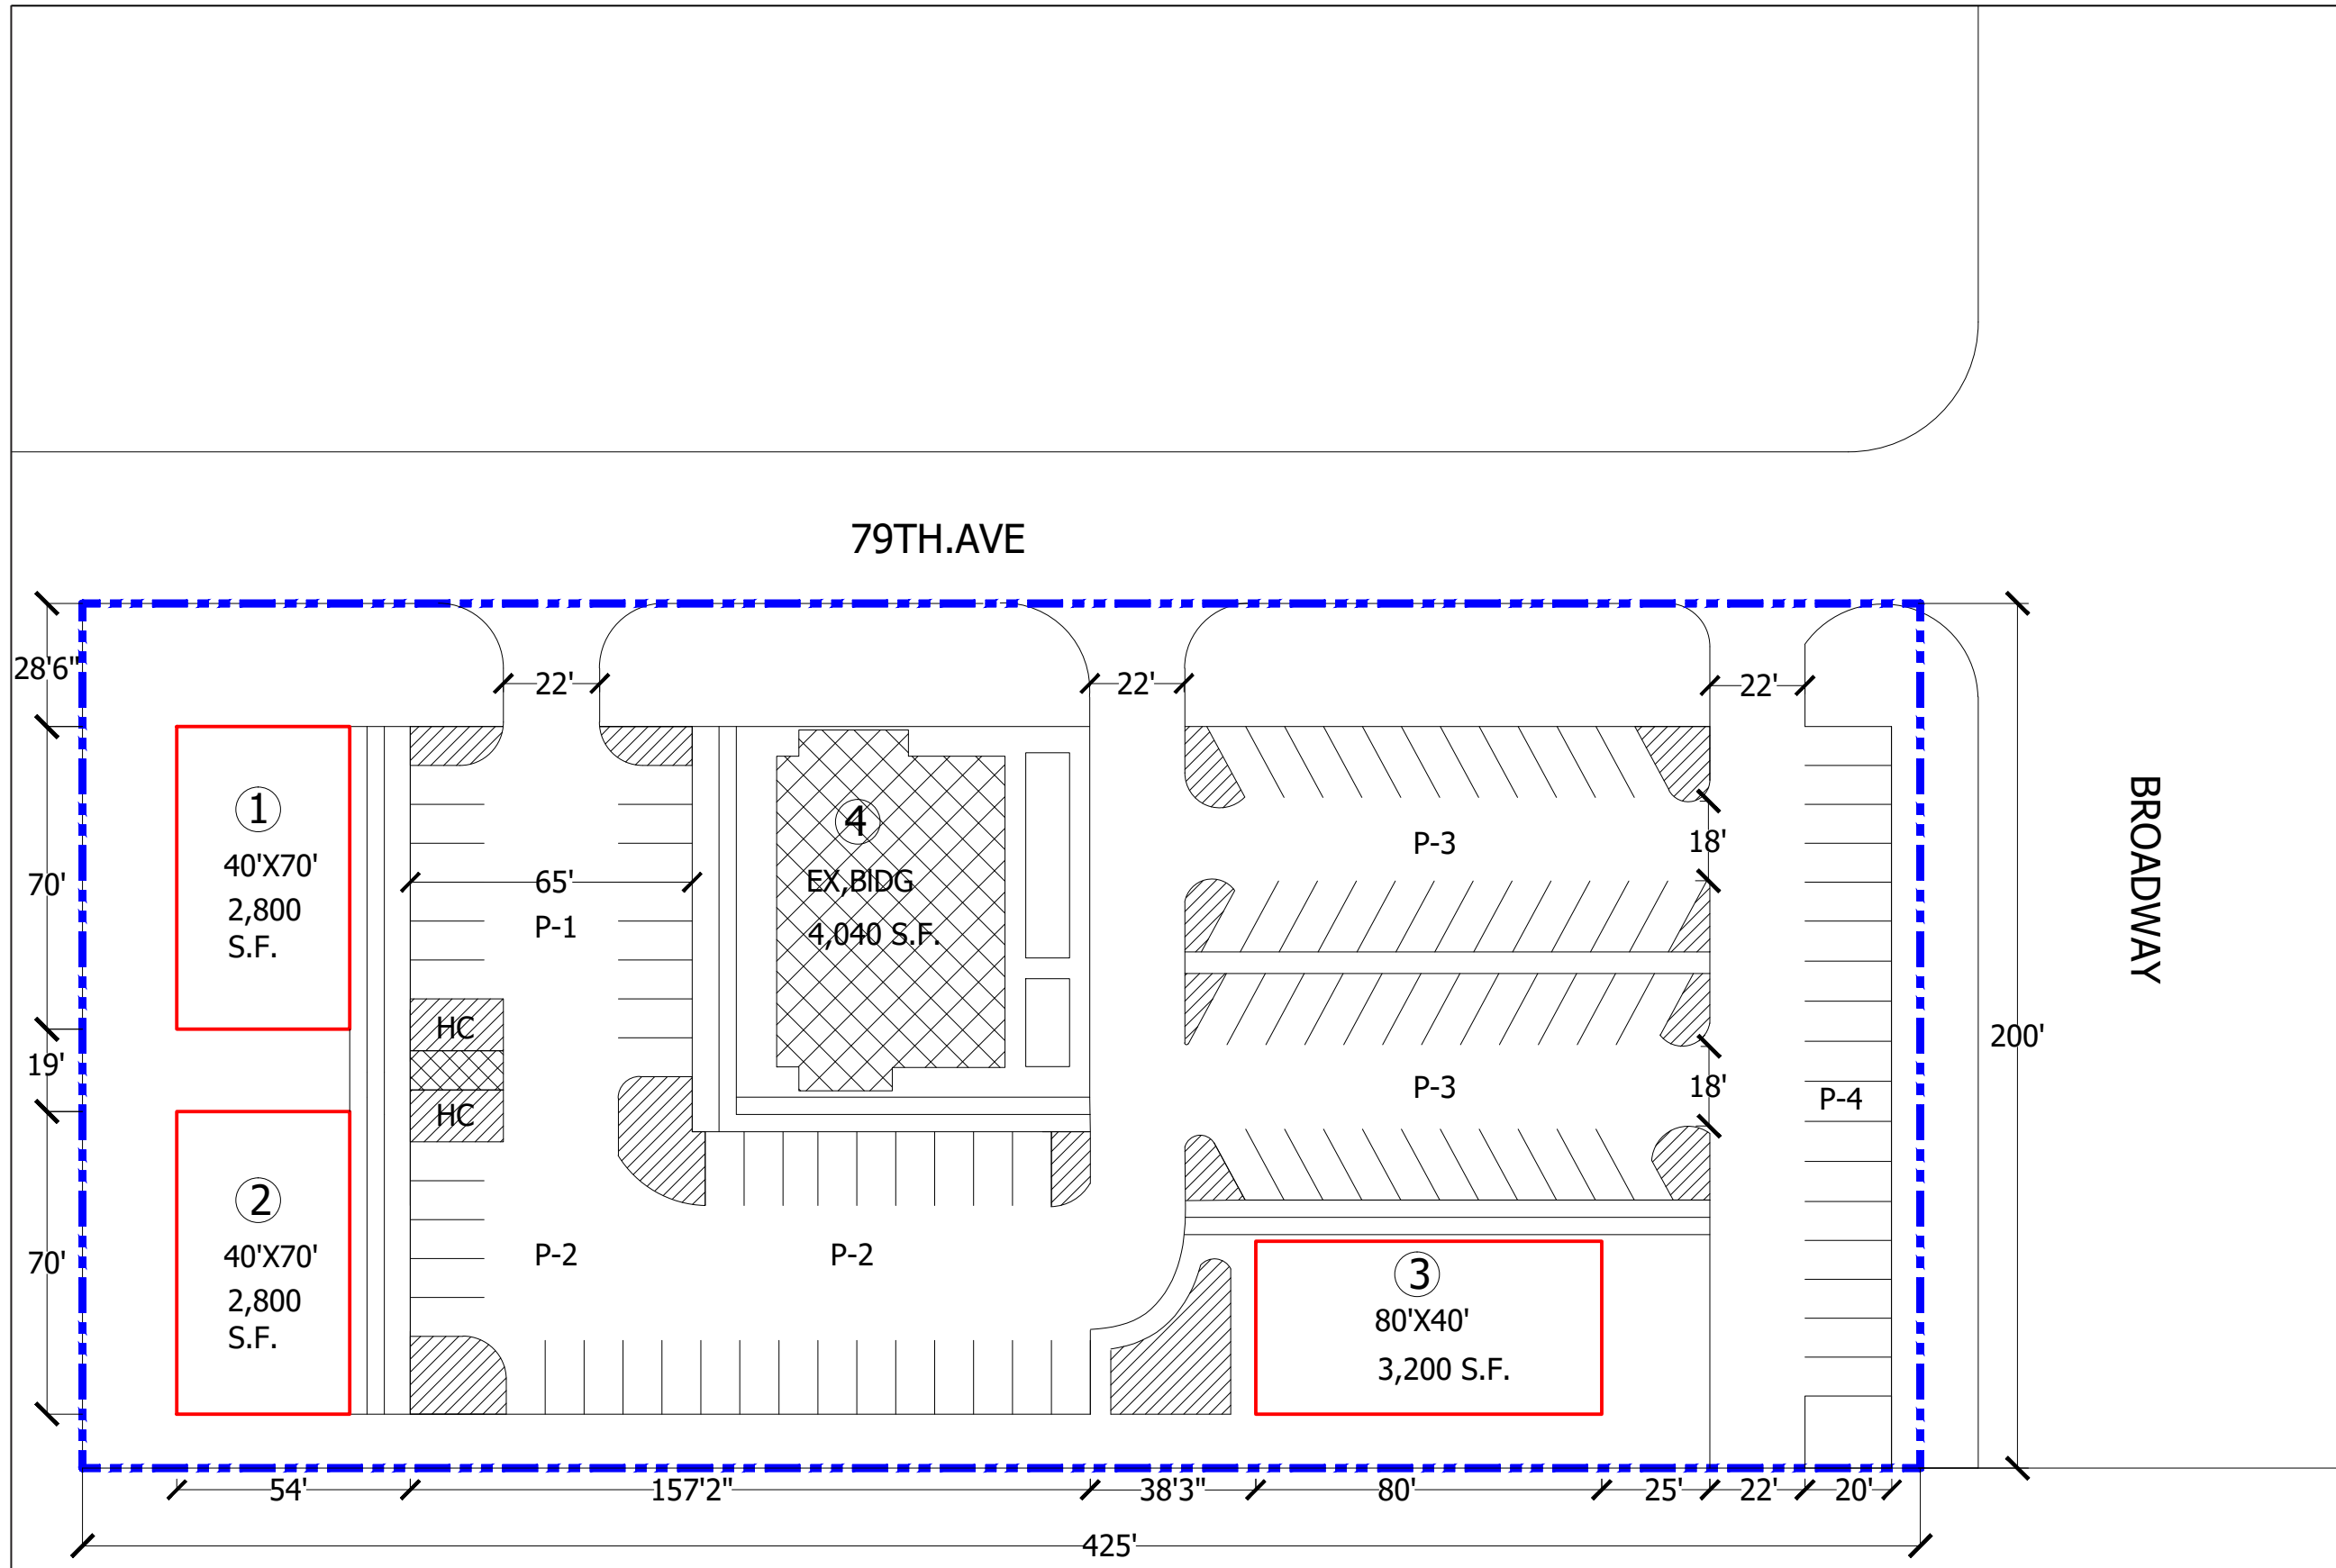 79TH.AVE
28'6"
22'
22'
22'
BROADWAY
1
40'X70'
2,800
S.F.
70'
65'
P-1
4
EX,BIDG
4,040 S.F.
P-3
18'
HC
HC
19'
200'
P-3
18'
P-4
2
40'X70'
2,800
S.F.
70'
P-2
P-2
3
80'X40'
3,200 S.F.
54'
157'2"
38'3"
80'
25'
22'
20'
425'